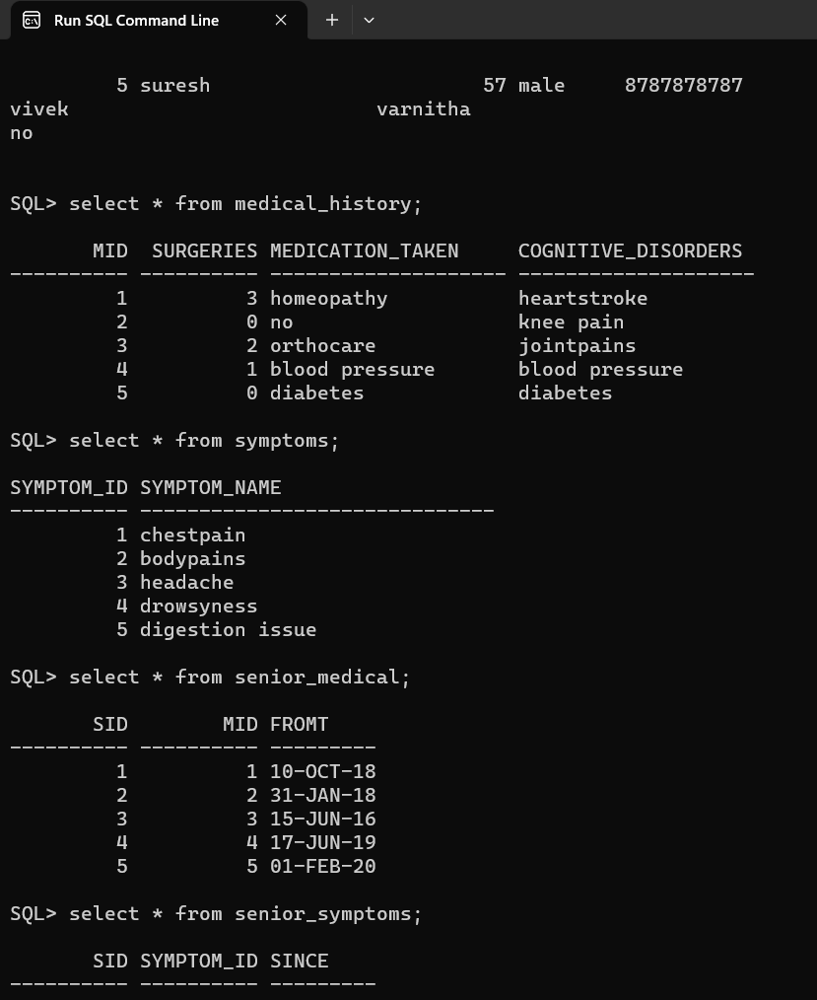 Run SQL Command Line
5 suresh 57 male 8787878787
vivek varnitha
no
SQL> select * from medical_history;
MID SURGERIES MEDICATION_TAKEN COGNITIVE_DISORDERS
---------- ---------- -------------------- --------------------
1 3 homeopathy heartstroke
2 0 no knee pain
3 2 orthocare jointpains
4 1 blood pressure blood pressure
5 0 diabetes diabetes
SQL> select * from symptoms;
SYMPTOM_ID SYMPTOM_NAME
---------- ------------------------------
1 chestpain
2 bodypains
3 headache
4 drowsyness
5 digestion issue
SQL> select * from senior_medical;
SID MID FROMT
---------- ---------- ---------
1 1 10-OCT-18
2 2 31-JAN-18
3 3 15-JUN-16
4 4 17-JUN-19
5 5 01-FEB-20
SQL> select * from senior_symptoms;
SID SYMPTOM_ID SINCE
---------- ---------- ---------